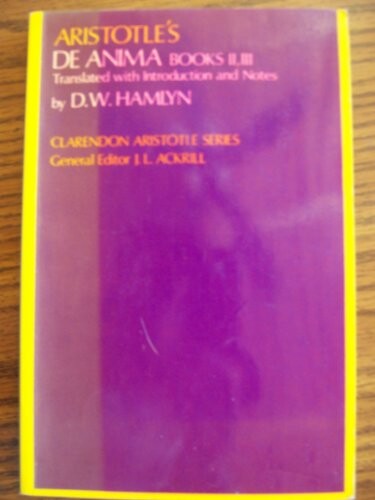 ARISTOTLE'S
DE ANIMA BOOKS II, III
Translated with Introduction and Notes
by D.W. HAMLYN
CLARENDON ARISTOTLE SERIES
General Editor J. L. ACKRILL